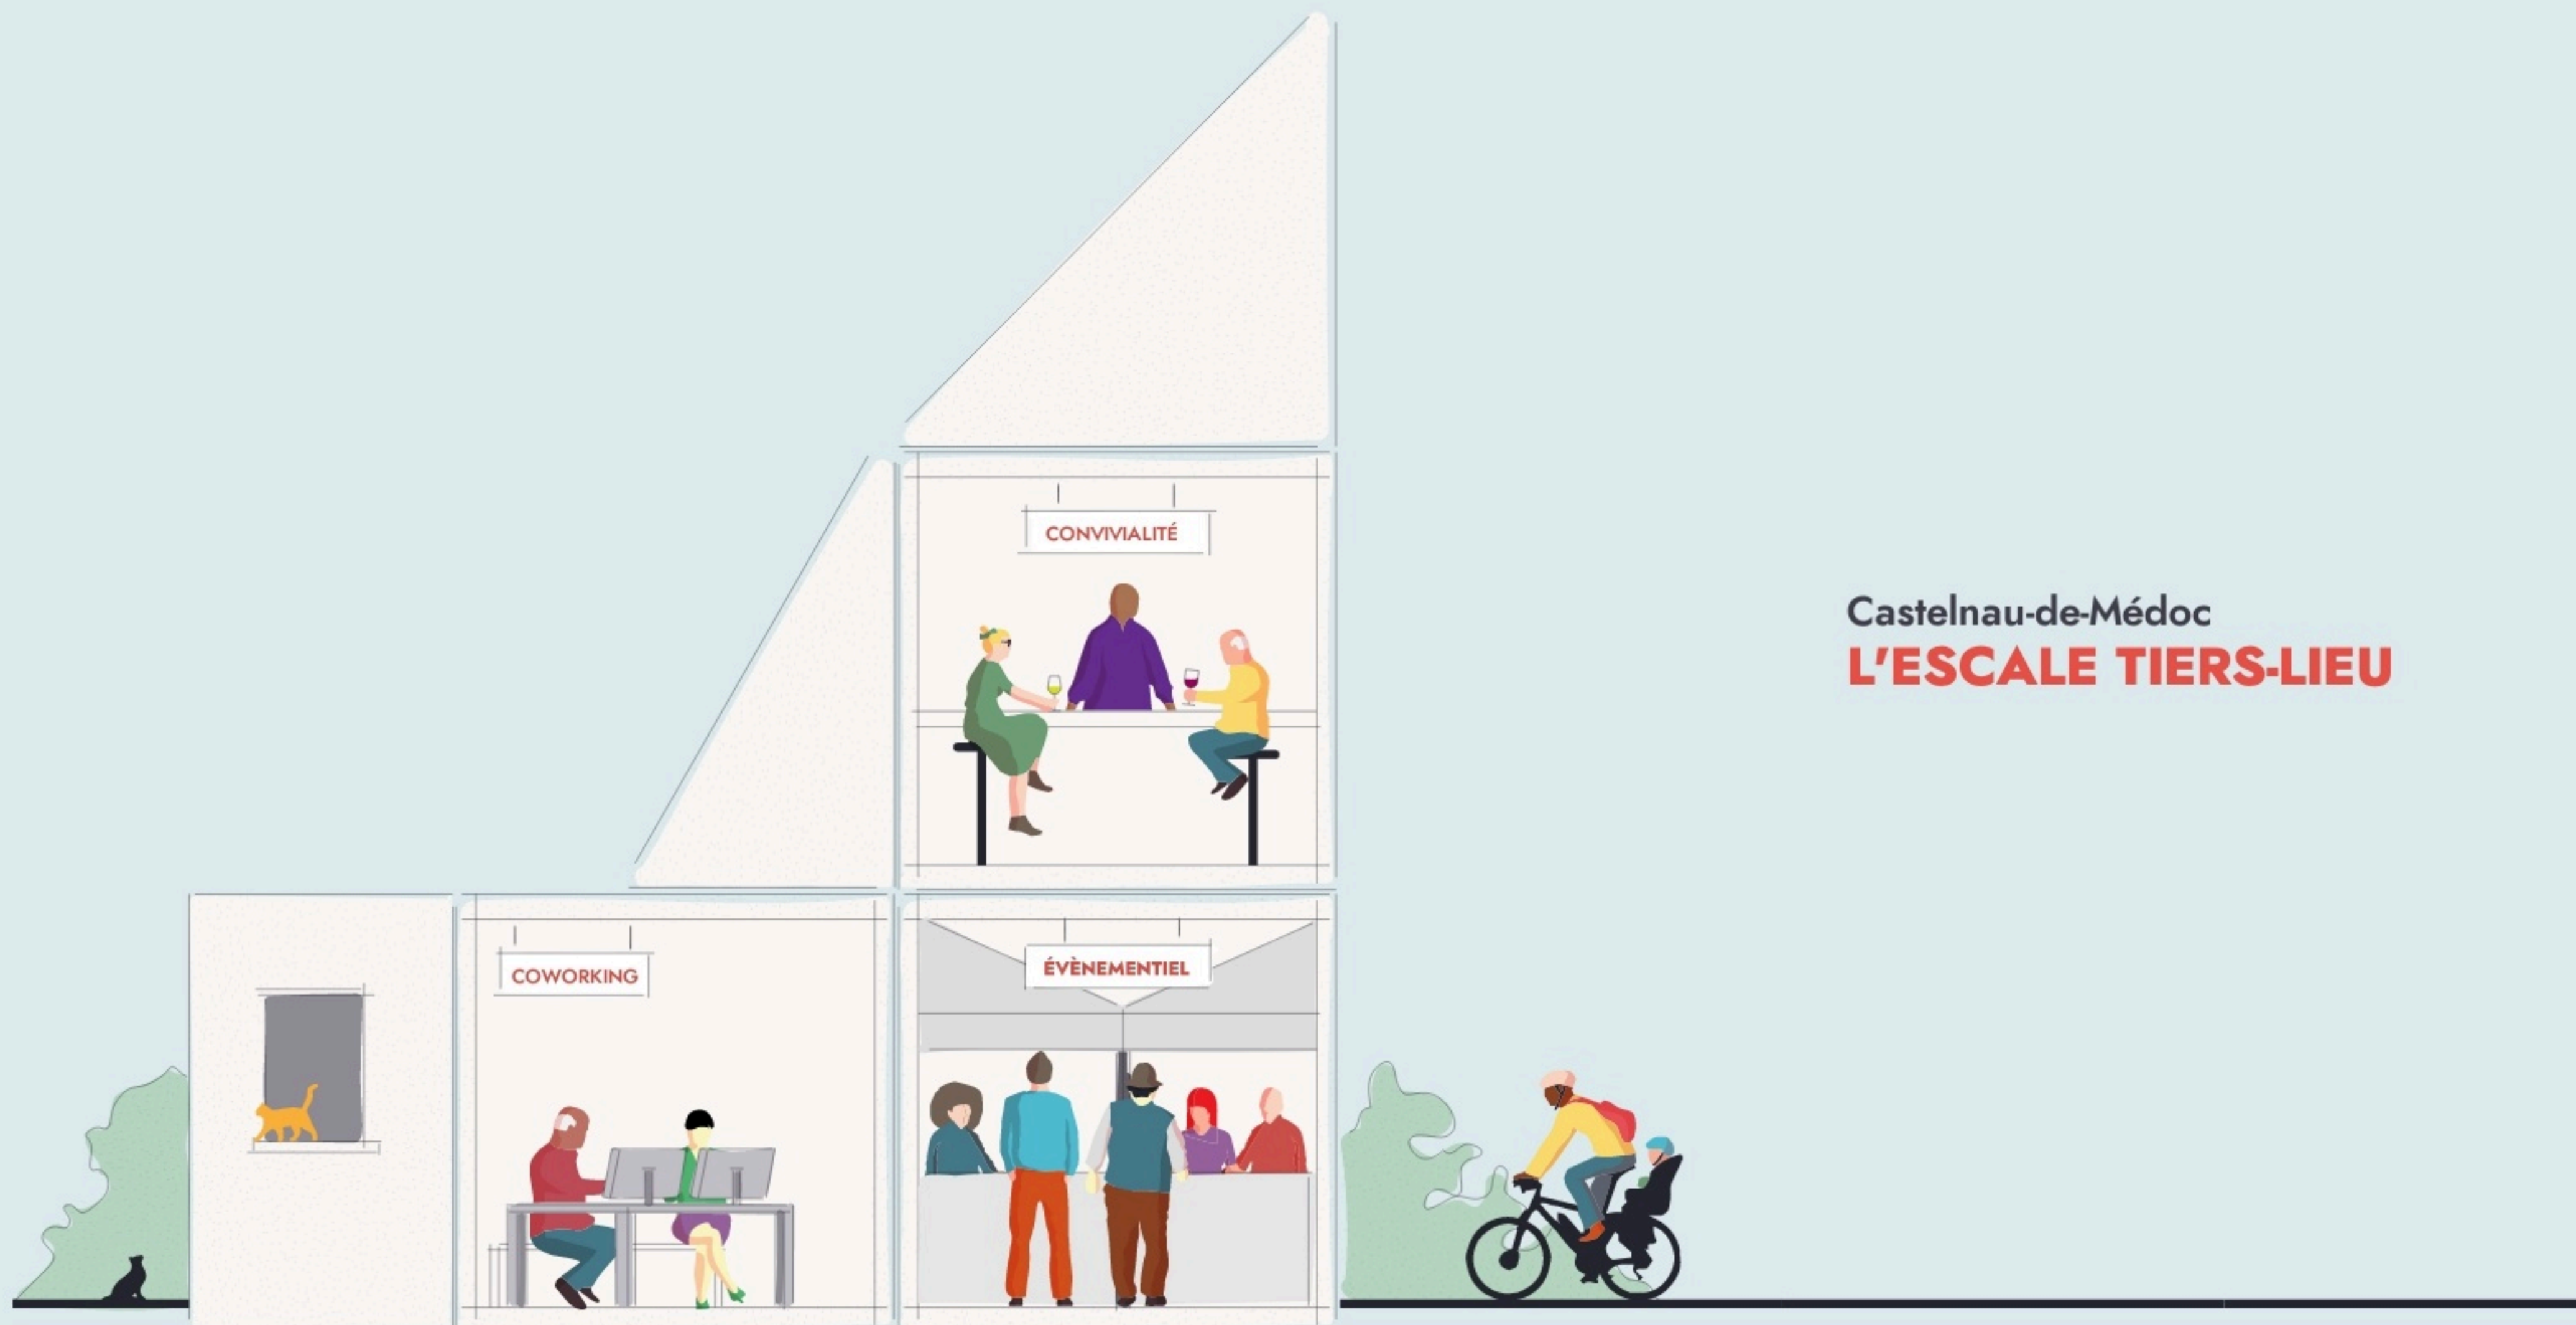 CONVIVIALITÉ
Castelnau-de-Médoc
L'ESCALE TIERS-LIEU
COWORKING
ÉVÈNEMENTIEL